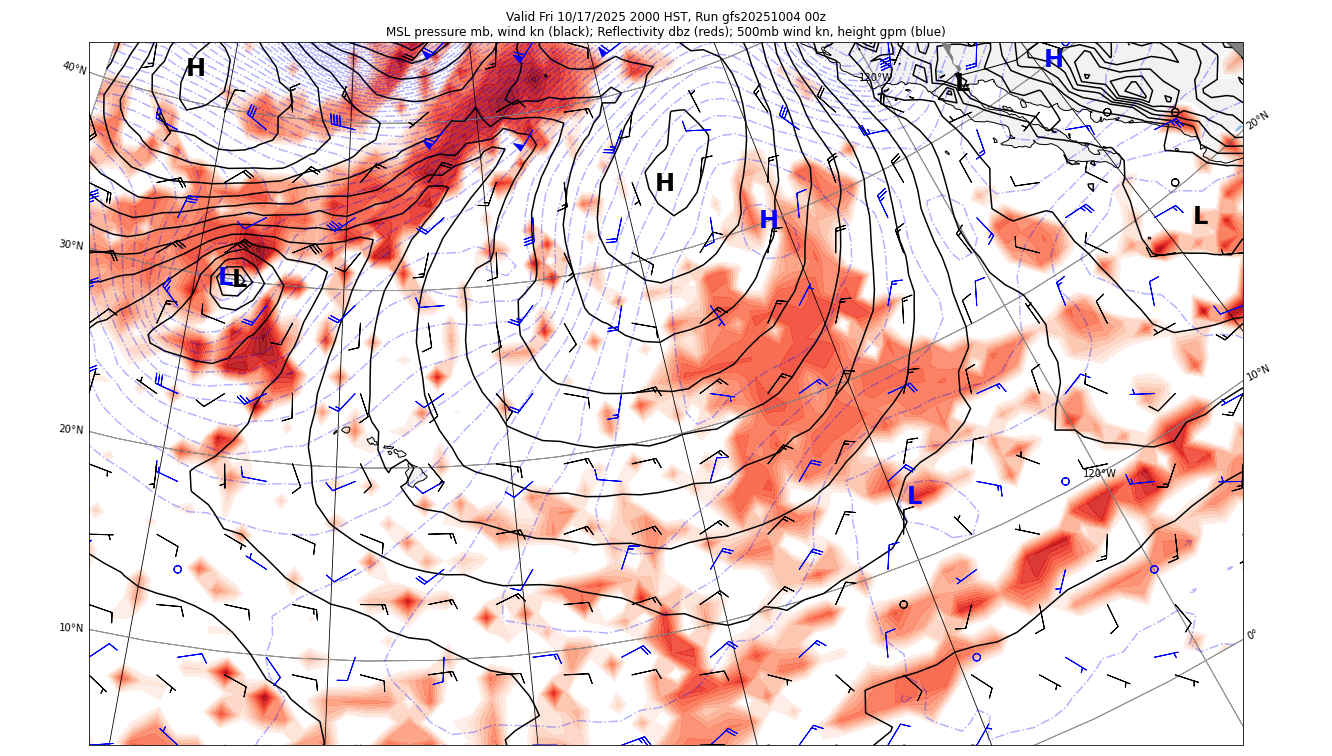 Valid Fri 10/17/2025 2000 HST, Run gfs20251004 00z
MSL pressure mb, wind kn (black); Reflectivity dbz (reds); 500mb wind kn, height gpm (blue)
H
H
40°N
130°W
L
20°N
H
H
L
30°N
L
L
10°N
20°N
120°W
L
10°N
0°